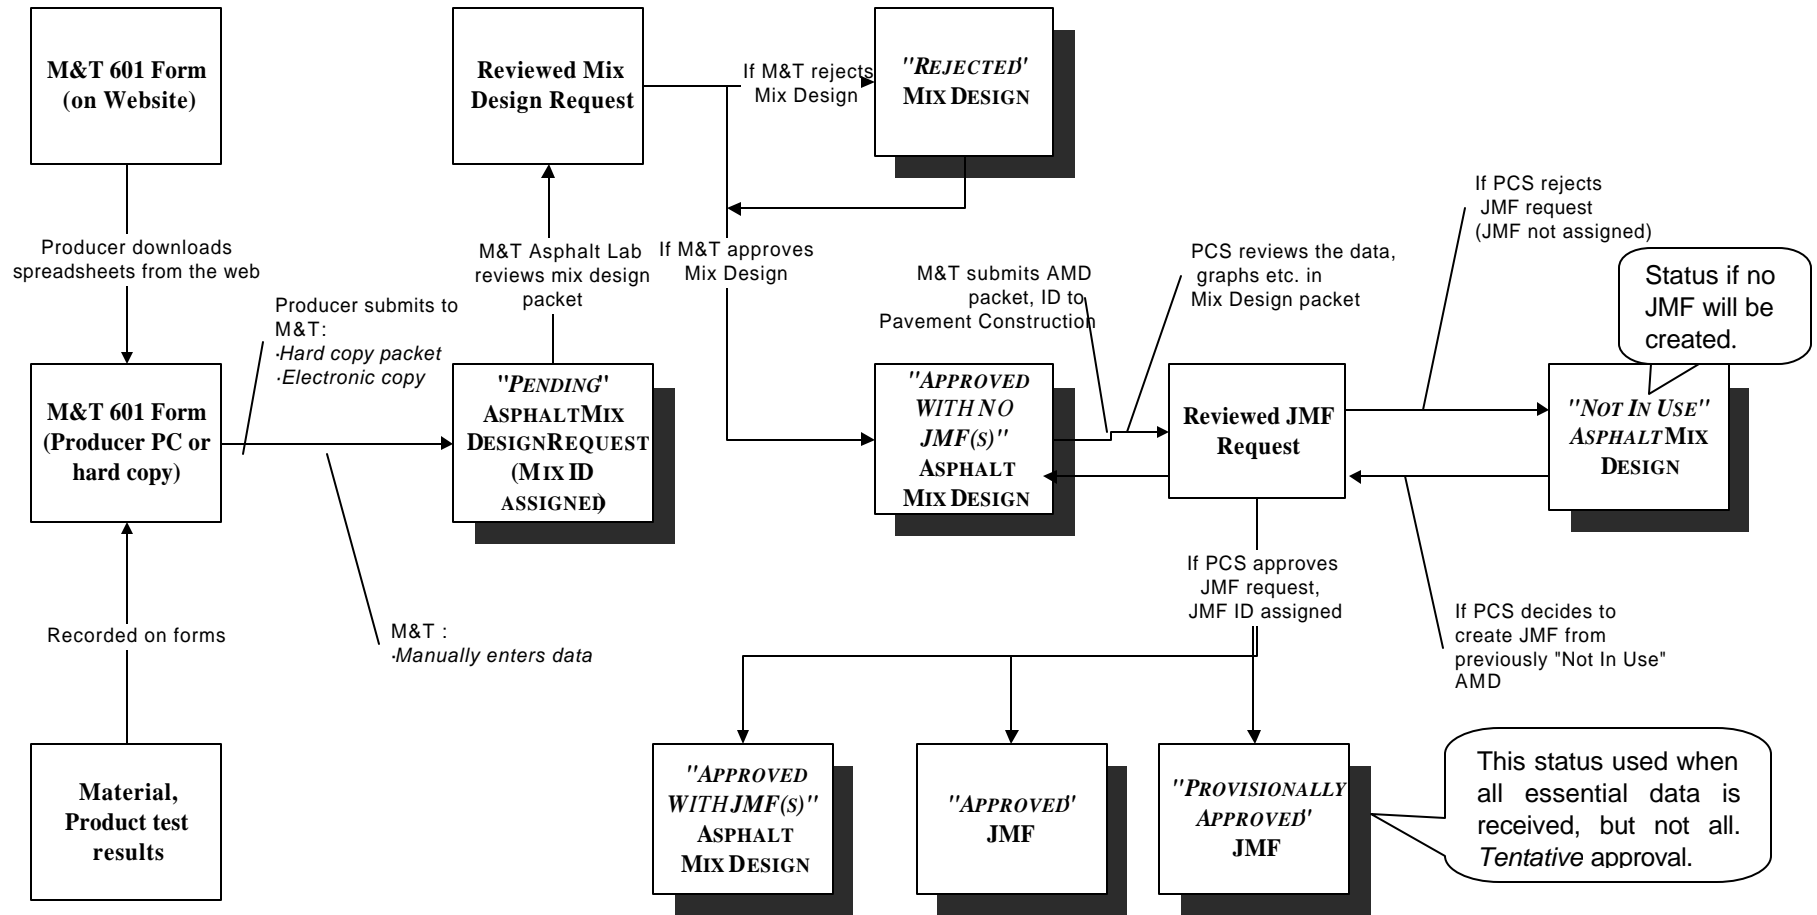 M&T 601 Form
(on Website)
Reviewed Mix
Design Request
If M&T rejects
Mix Design
"REJECTED"
MIX DESIGN
Producer downloads
spreadsheets from the web
M&T Asphalt Lab
reviews mix design
packet
If M&T approves
Mix Design
M&T submits AMD
packet, ID to
Pavement Construction
PCS reviews the data,
graphs etc. in
Mix Design packet
If PCS rejects
JMF request
(JMF not assigned)
Status if no
JMF will be
created.
Producer submits to
M&T:
·Hard copy packet
·Electronic copy
M&T 601 Form
(Producer PC or
hard copy)
"PENDING"
ASPHALT MIX
DESIGN REQUEST
(MIX ID
ASSIGNED)
"APPROVED
WITH NO
JMF(S)"
ASPHALT
MIX DESIGN
Reviewed JMF
Request
"NOT IN USE"
ASPHALT MIX
DESIGN
Recorded on forms
M&T :
·Manually enters data
If PCS approves
JMF request,
JMF ID assigned
If PCS decides to
create JMF from
previously "Not In Use"
AMD
Material,
Product test
results
"APPROVED
WITH JMF(S)"
ASPHALT
MIX DESIGN
"APPROVED"
JMF
"PROVISIONALLY
APPROVED"
JMF
This status used when
all essential data is
received, but not all.
Tentative approval.